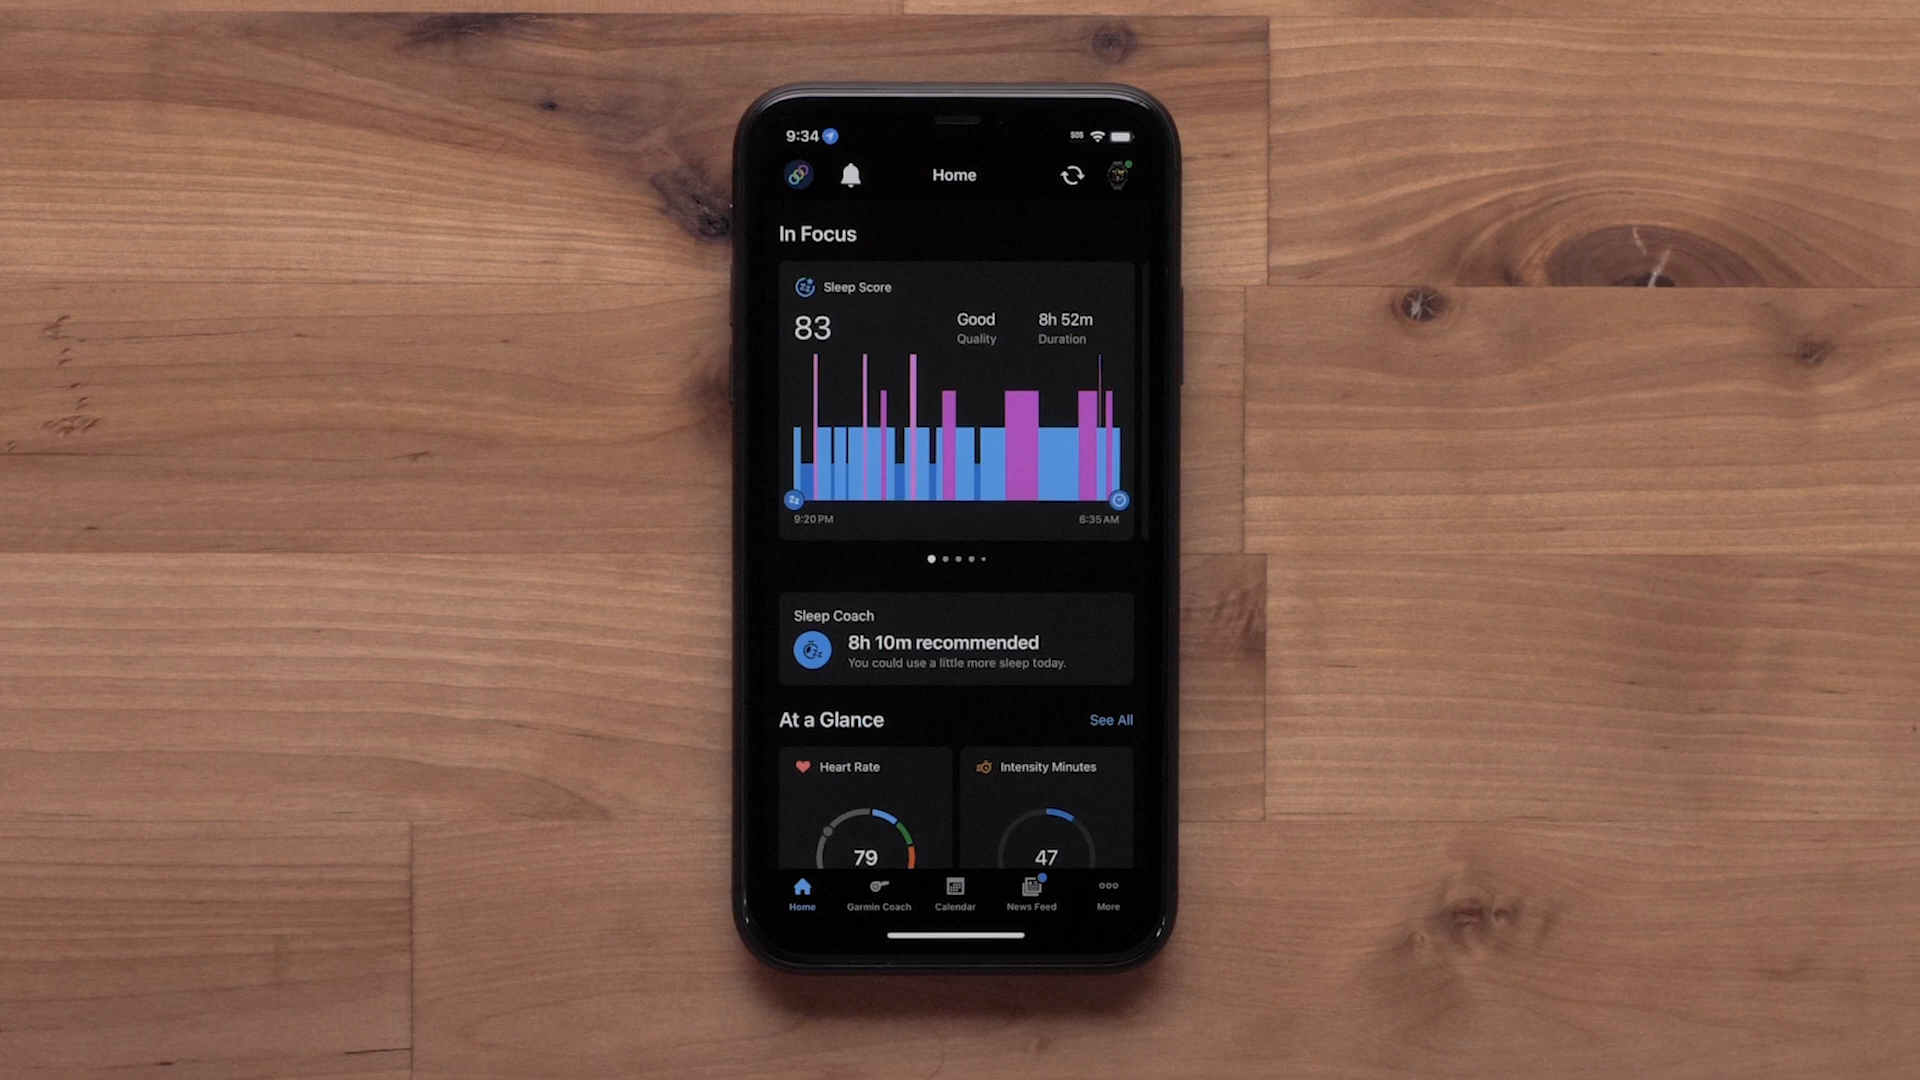 9:34 SOS
Home
In Focus
Sleep Score
83
Good 8h 52m
Quality Duration
9:20 PM 6:35 AM
Sleep Coach
8h 10m recommended
You could use a little more sleep today.
At a Glance See All
Heart Rate Intensity Minutes
79 47
Home Garmin Coach Calendar News Feed More